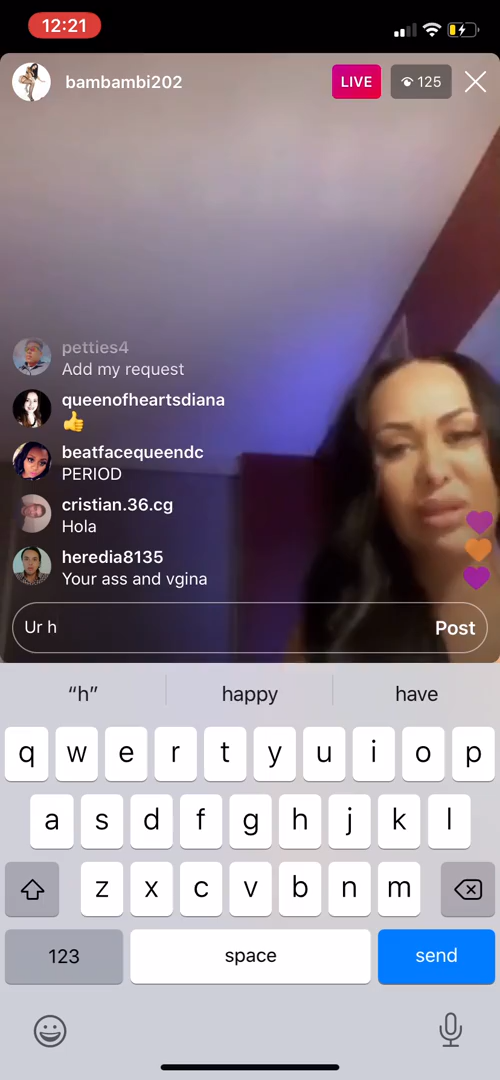 12:21
bambambi202
LIVE
125
petties4
Add my request
queenofheartsdiana
beatfacequeendc
PERIOD
cristian.36.cg
Hola
heredia8135
Your ass and vgina
Ur h
Post
“h”
happy
have
q w e r t y u i o p
a s d f g h j k l
z x c v b n m
123
space
send